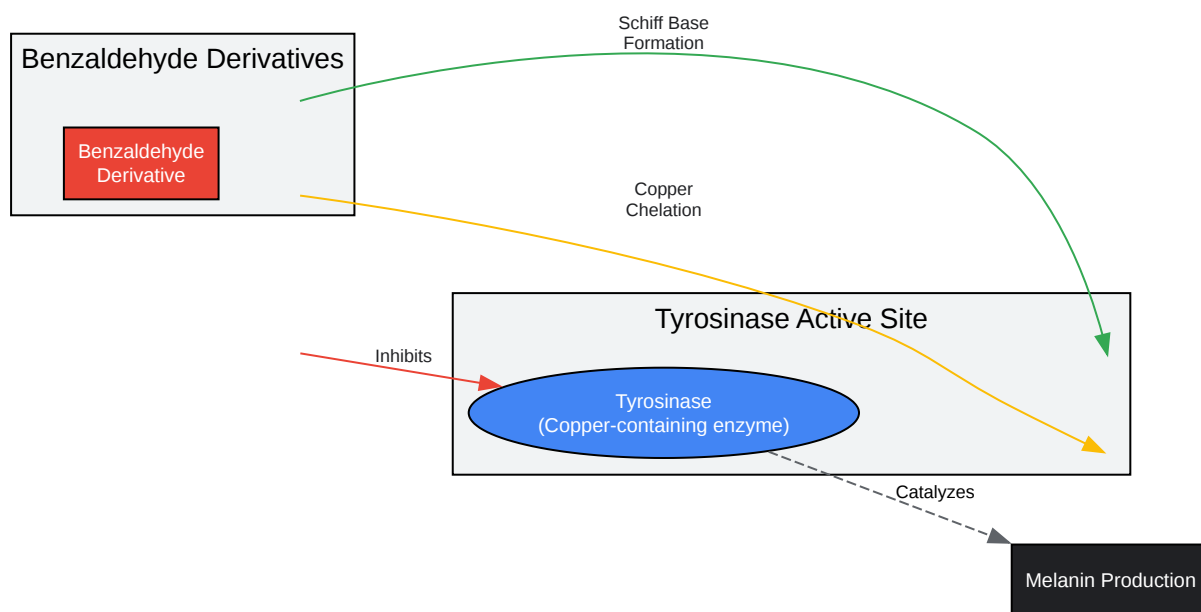 Schiff Base
Formation
Benzaldehyde Derivatives
Benzaldehyde
Derivative
Copper
Chelation
Tyrosinase Active Site
Inhibits
Tyrosinase
(Copper-containing enzyme)
Catalyzes
Melanin Production